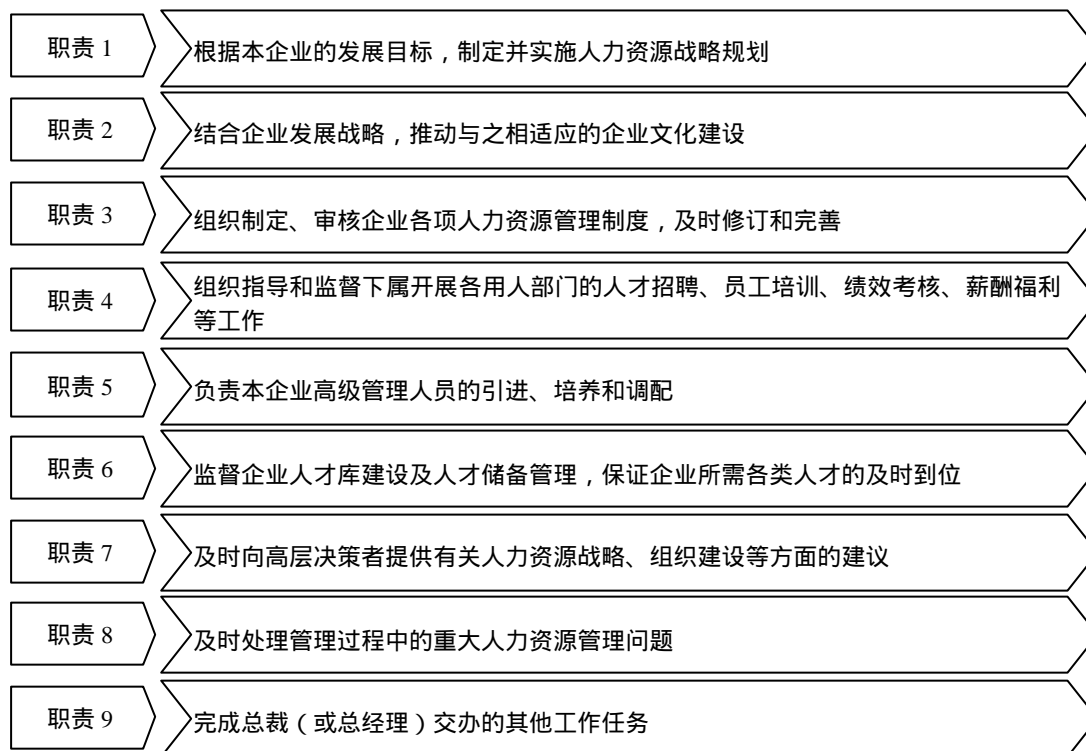 职责 1
根据本企业的发展目标，制定并实施人力资源战略规划
职责 2
结合企业发展战略，推动与之相适应的企业文化建设
职责 3
组织制定、审核企业各项人力资源管理制度，及时修订和完善
职责 4
组织指导和监督下属开展各用人部门的人才招聘、员工培训、绩效考核、薪酬福利
等工作
职责 5
负责本企业高级管理人员的引进、培养和调配
职责 6
监督企业人才库建设及人才储备管理，保证企业所需各类人才的及时到位
职责 7
及时向高层决策者提供有关人力资源战略、组织建设等方面的建议
职责 8
及时处理管理过程中的重大人力资源管理问题
职责 9
完成总裁（或总经理）交办的其他工作任务